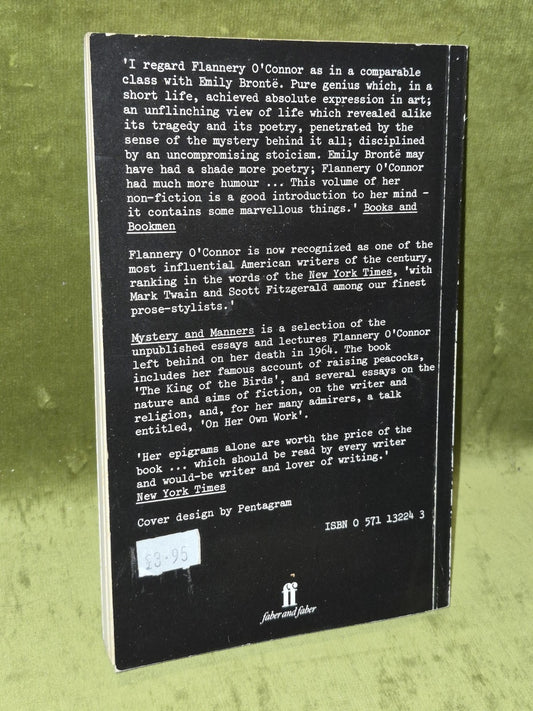 'I regard Flannery O'Connor as in a comparable
class with Emily Brontë. Pure genius which, in a
short life, achieved absolute expression in art;
an unflinching view of life which revealed alike
its tragedy and its poetry, penetrated by the
sense of the mystery behind it all; disciplined
by an uncompromising stoicism. Emily Brontë may
have had a shade more poetry; Flannery O'Connor
had much more humour ... This volume of her
non-fiction is a good introduction to her mind –
it contains some marvellous things.' Books and
Bookmen
Flannery O'Connor is now recognized as one of the
most influential American writers of the century,
ranking in the words of the New York Times, 'with
Mark Twain and Scott Fitzgerald among our finest
prose-stylists.'
Mystery and Manners is a selection of the
unpublished essays and lectures Flannery O'Connor
left behind on her death in 1964. The book
includes her famous account of raising peacocks,
'The King of the Birds', and several essays on the
nature and aims of fiction, on the writer and
religion, and, for her many admirers, a talk
entitled, 'On Her Own Work'.
'Her epigrams alone are worth the price of the
book ... which should be read by every writer
and would-be writer and lover of writing.'
New York Times
Cover design by Pentagram
ISBN 0 571 13224 3
£3.95
ff
faber and faber